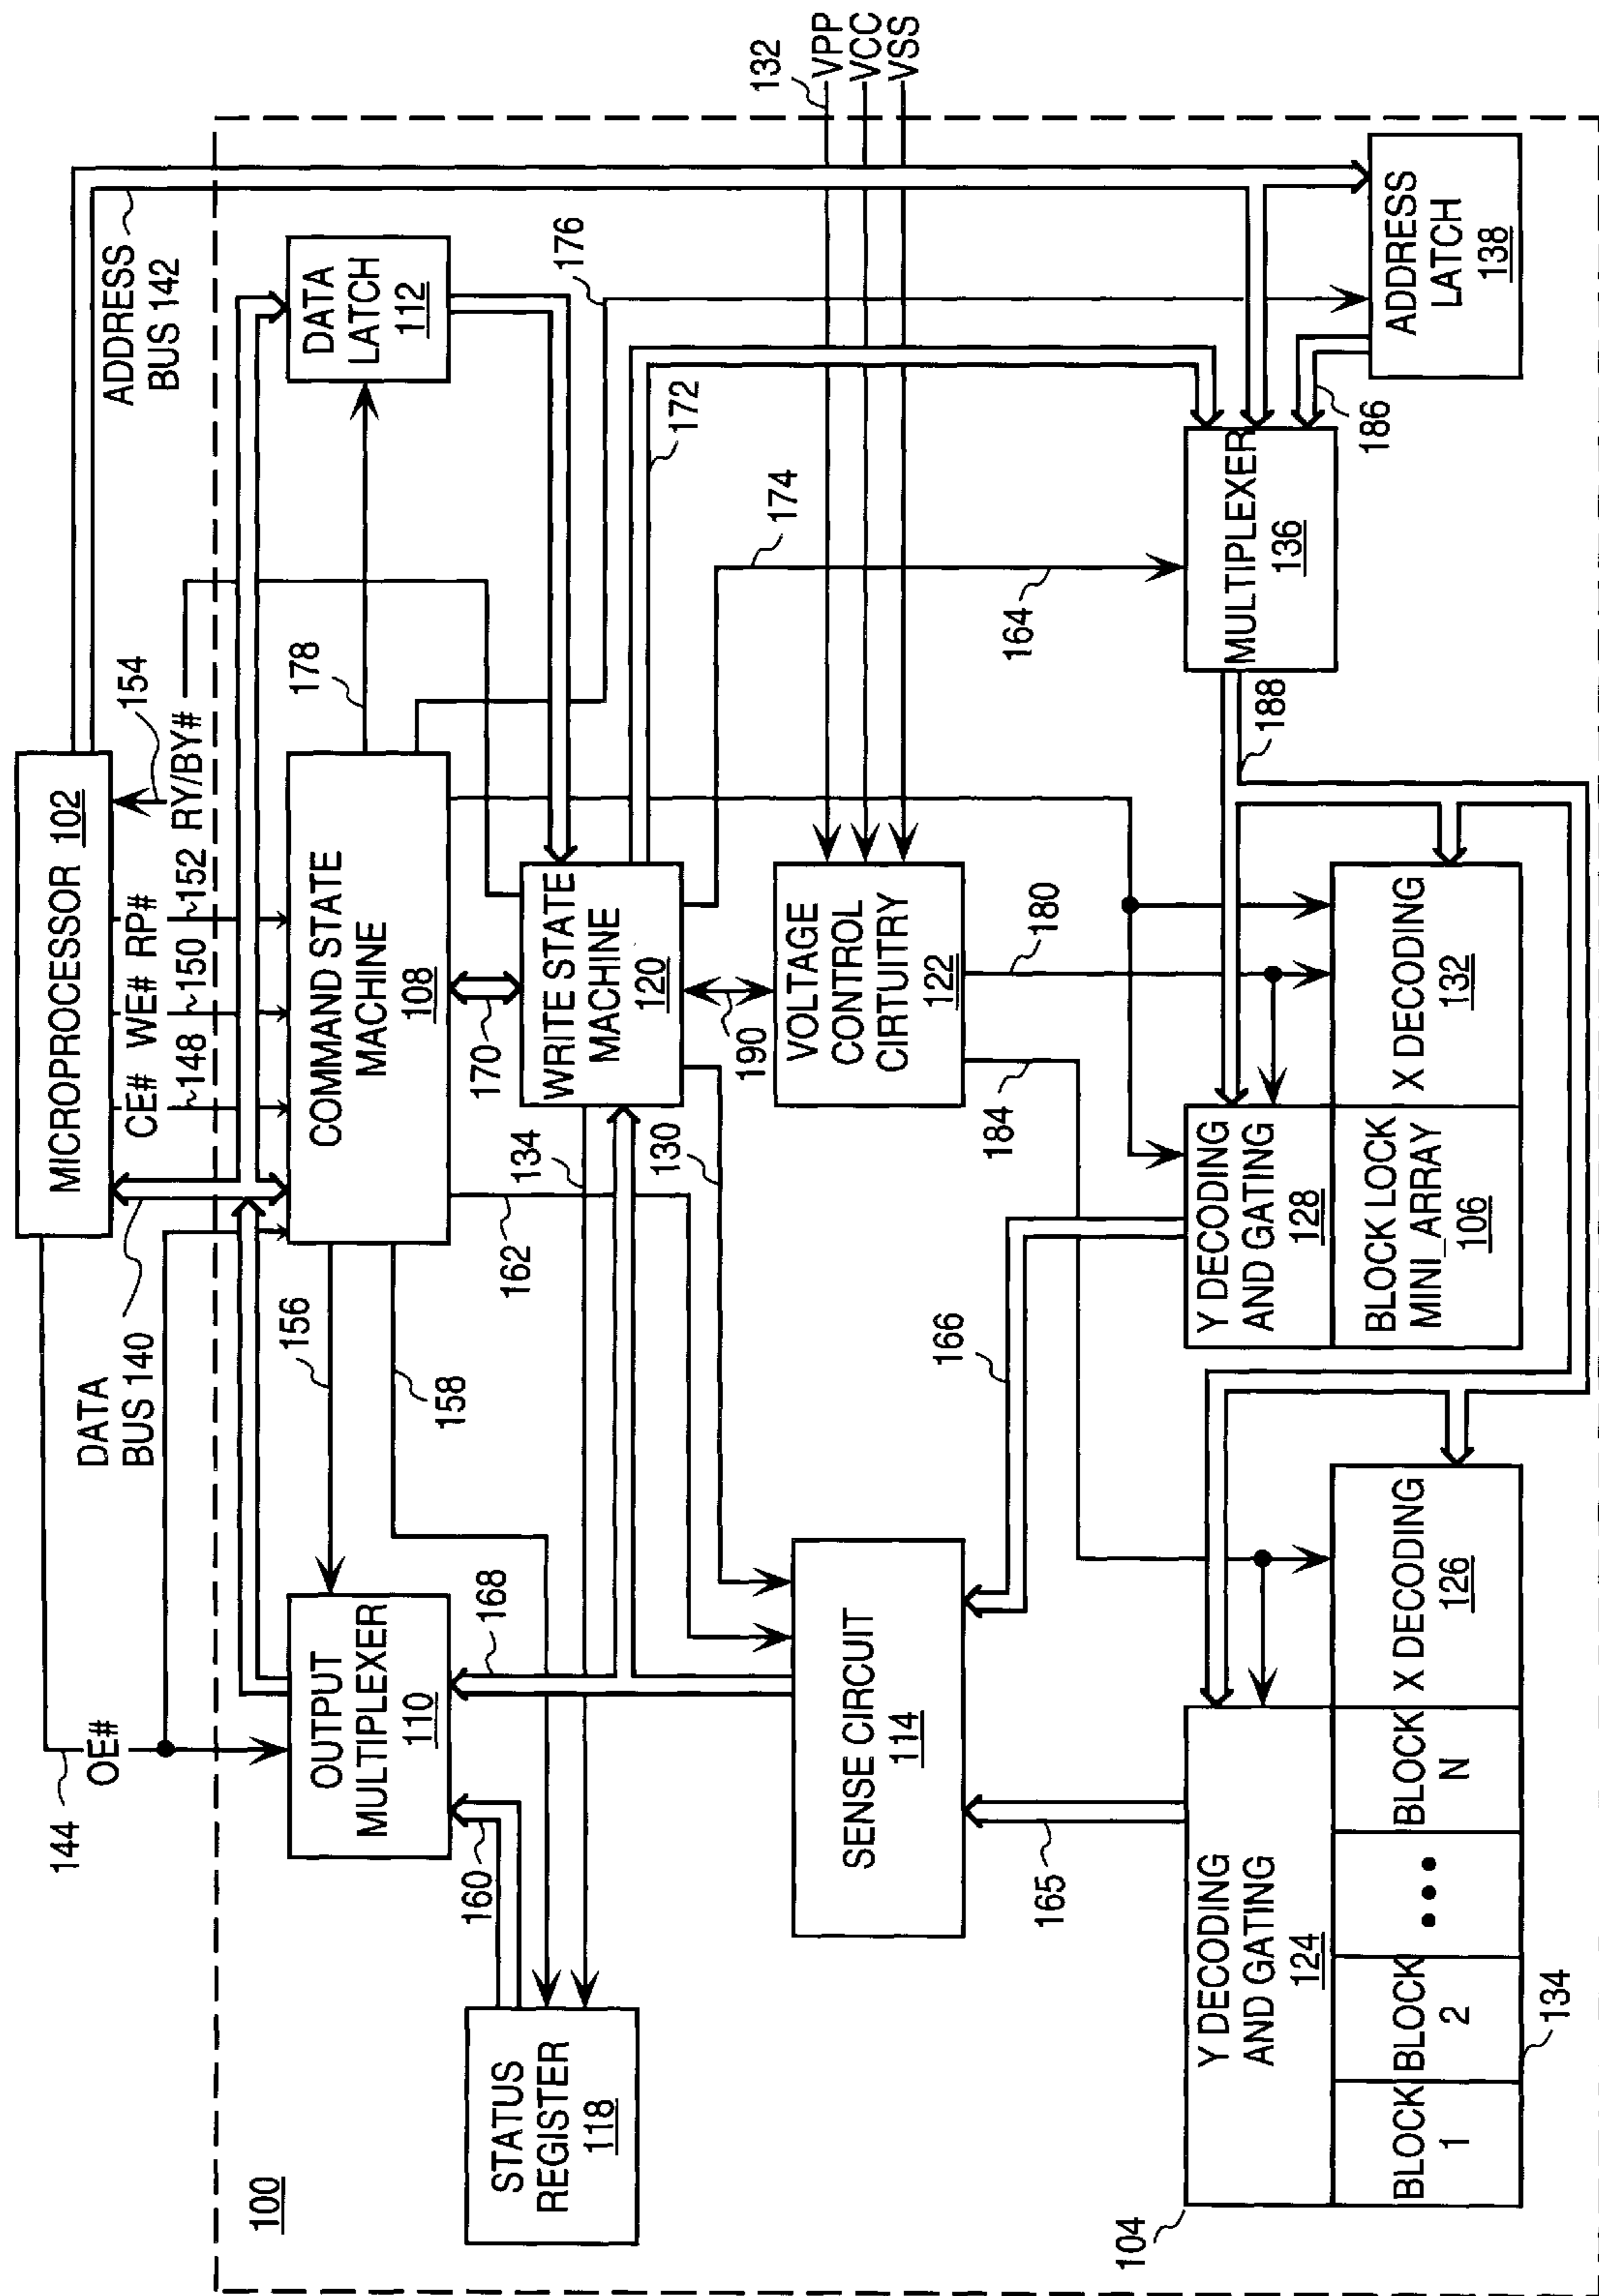 MICROPROCESSOR 102
144
OE#
DATA
BUS 140
CE# WE# RP#
148
150
152
RY/BY#
154
ADDRESS
BUS 142
100
OUTPUT
MULTIPLEXER
110
156
158
COMMAND STATE
MACHINE
108
178
DATA
LATCH
112
STATUS
REGISTER
118
160
168
162
134
130
170
WRITE STATE
MACHINE
120
172
174
176
132
VPP
VCC
VSS
SENSE CIRCUIT
114
190
VOLTAGE
CONTROL
CIRTUITRY
122
180
184
164
165
166
MULTIPLEXER
136
186
188
ADDRESS
LATCH
138
104
Y DECODING
AND GATING
124
BLOCK
1
BLOCK
2
BLOCK
N
X DECODING
126
134
Y DECODING
AND GATING
128
BLOCK LOCK
MINI_ARRAY
106
X DECODING
132